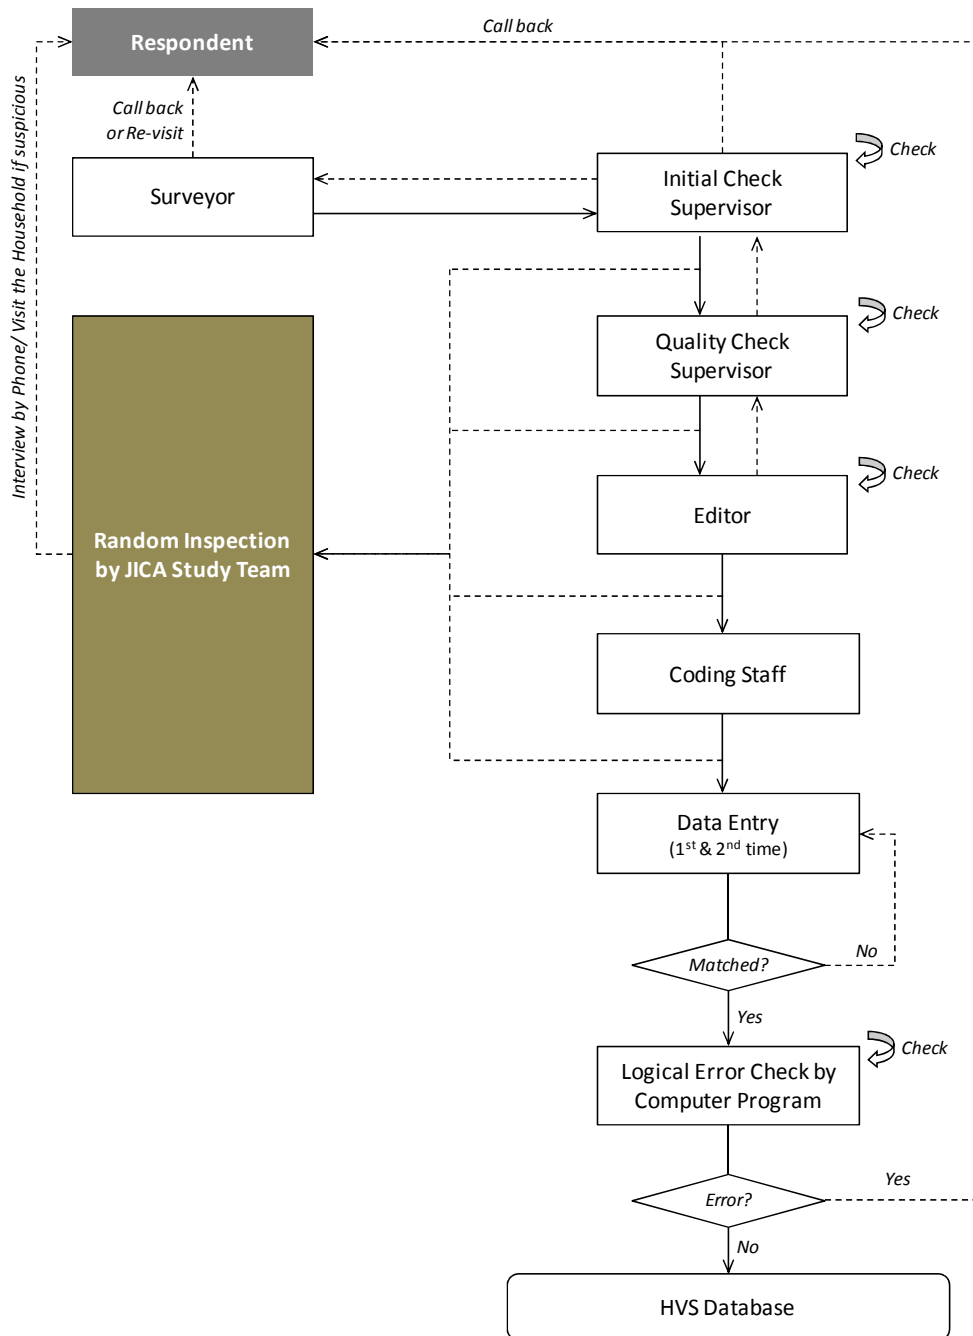 Respondent
Call back
Call back
or Re-visit
Interview by Phone/ Visit the Household if suspicious
Surveyor
Initial Check
Supervisor
Check
Quality Check
Supervisor
Check
Editor
Check
Random Inspection
by JICA Study Team
Coding Staff
Data Entry
(1st & 2nd time)
Matched?
No
Yes
Logical Error Check by
Computer Program
Check
Error?
Yes
No
HVS Database